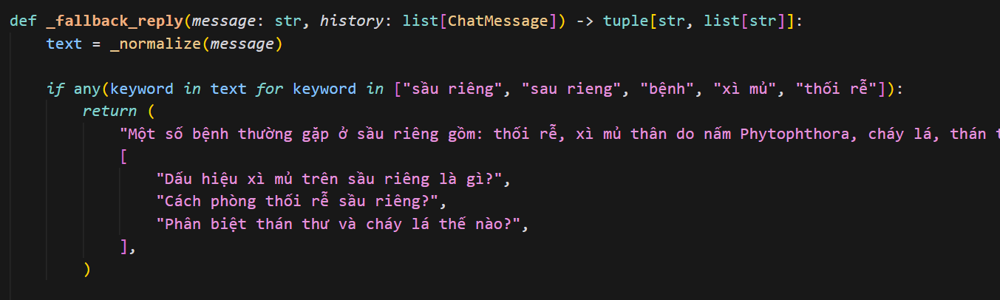 def _fallback_reply(message: str, history: list[ChatMessage]) -> tuple[str, list[str]]:
    text = _normalize(message)

    if any(keyword in text for keyword in ["sầu riêng", "sau rieng", "bệnh", "xì mủ", "thối rễ"]):
        return (
            "Một số bệnh thường gặp ở sầu riêng gồm: thối rễ, xì mủ thân do nấm Phytophthora, cháy lá, thán
            [
                "Dấu hiệu xì mủ trên sầu riêng là gì?",
                "Cách phòng thối rễ sầu riêng?",
                "Phân biệt thán thư và cháy lá thế nào?",
            ],
        )